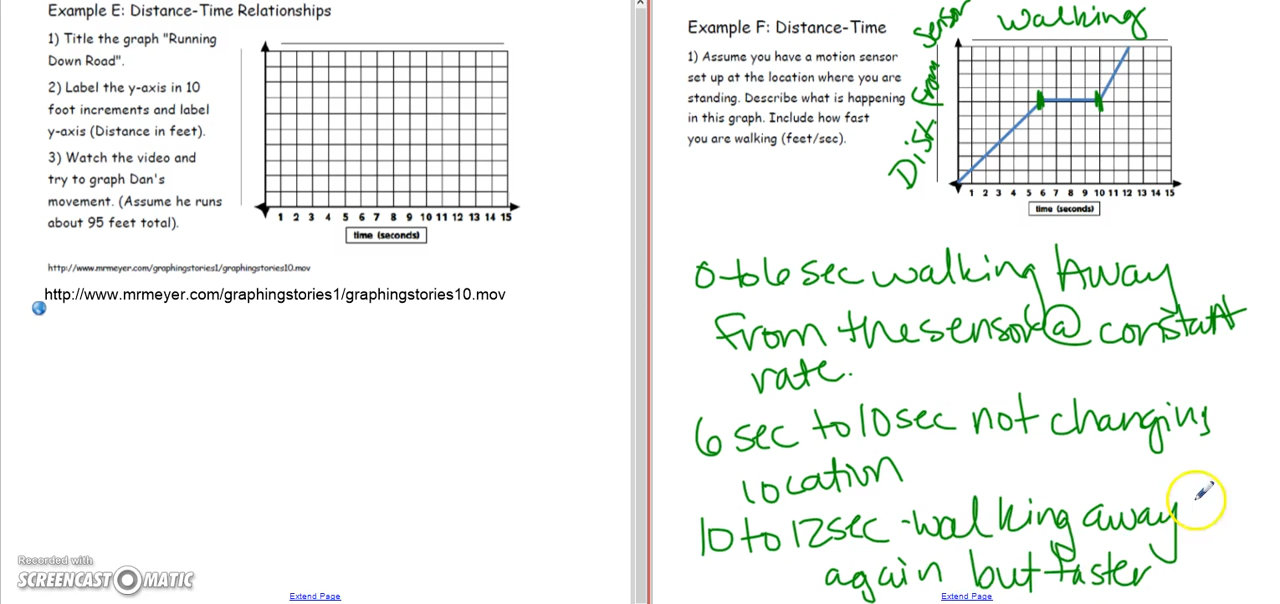 Example E: Distance-Time Relationships
1) Title the graph "Running
Down Road".
2) Label the y-axis in 10
foot increments and label
y-axis (Distance in feet).
3) Watch the video and
try to graph Dan's
movement. (Assume he runs
about 95 feet total).
1 2 3 4 5 6 7 8 9 10 11 12 13 14 15
time (seconds)
http://www.mrmeyer.com/graphingstories1/graphingstories10.mov
http://www.mrmeyer.com/graphingstories1/graphingstories10.mov
Recorded with
SCREENCAST-O-MATIC
Extend Page
Example F: Distance-Time
1) Assume you have a motion sensor
set up at the location where you are
standing. Describe what is happening
in this graph. Include how fast
you are walking (feet/sec).
Dist. from sensor
walking
1 2 3 4 5 6 7 8 9 10 11 12 13 14 15
time (seconds)
0 to 6 sec walking Away
from the sensor @ constant
rate.
6 sec to 10 sec not changing
location
10 to 12 sec - walking away
again but faster
Extend Page